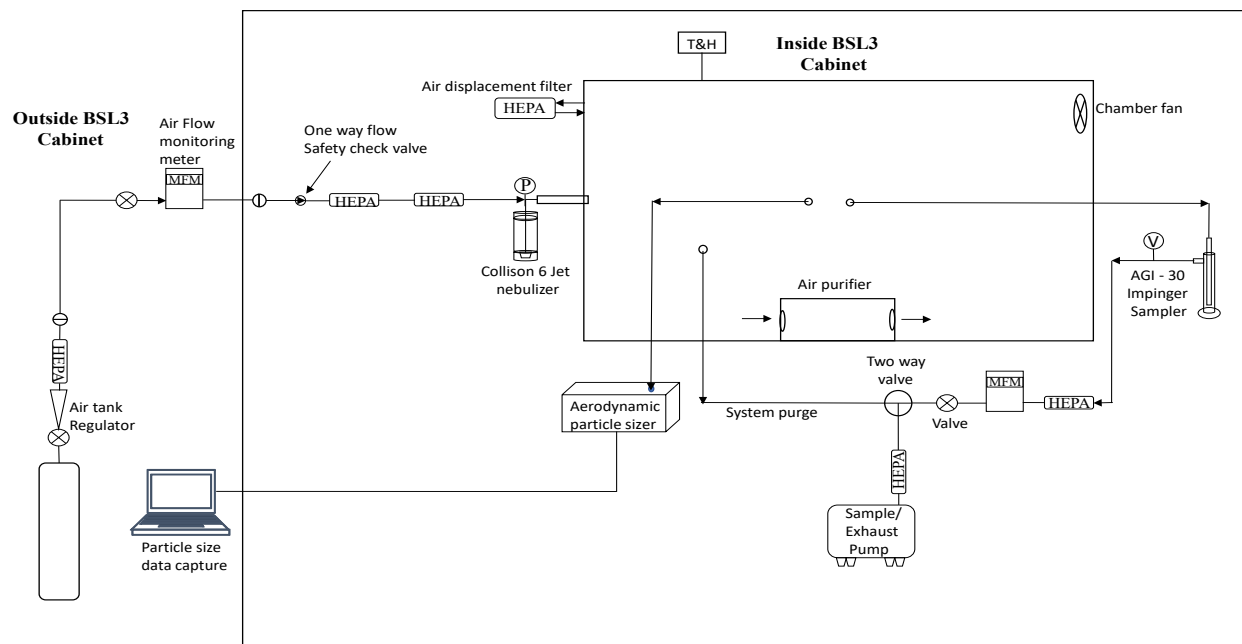 T&H
Inside BSL3
Cabinet
Air displacement filter
HEPA
Chamber fan
Outside BSL3
Cabinet
Air Flow
monitoring
meter
MFM
One way flow
Safety check valve
HEPA
HEPA
P
Collison 6 Jet
nebulizer
V
AGI - 30
Impinger
Sampler
Air purifier
HEPA
Air tank
Regulator
Two way
valve
MFM
HEPA
Valve
System purge
Aerodynamic
particle sizer
HEPA
Sample/
Exhaust
Pump
Particle size
data capture